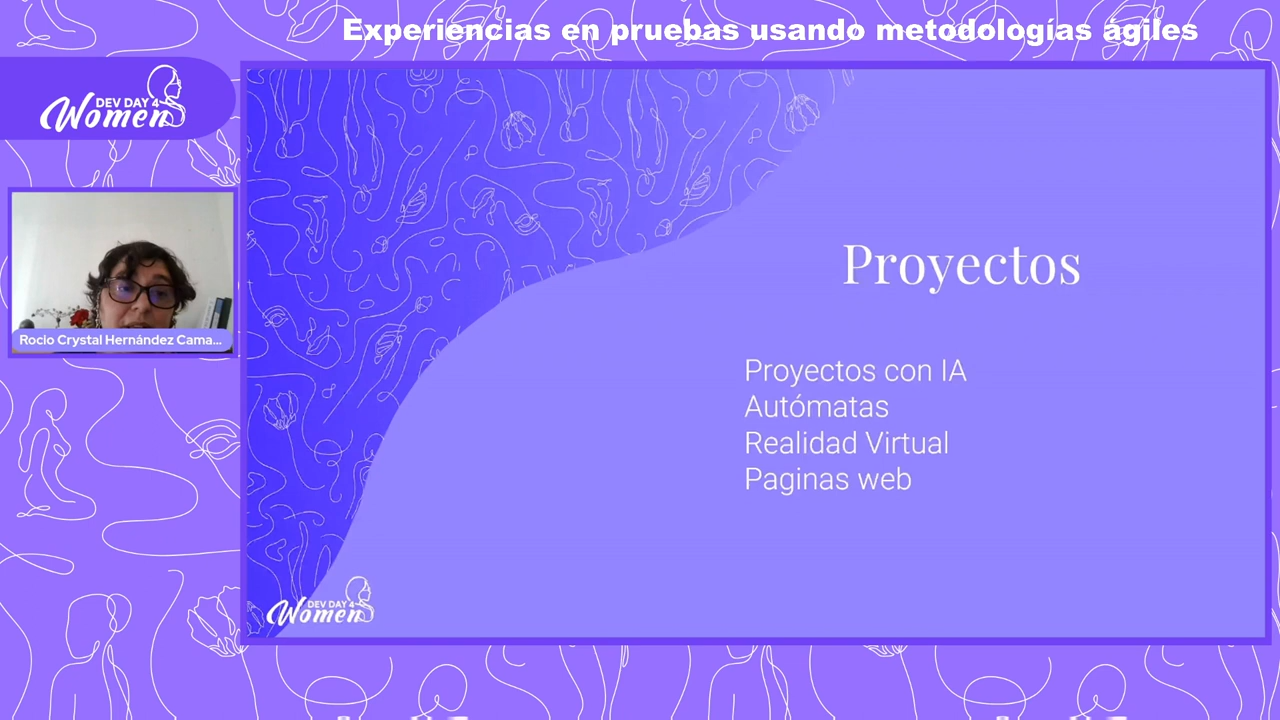 Experiencias en pruebas usando metodologías ágiles
DEV DAY 4
Women
Rocio Crystal Hernández Cama...
Proyectos
Proyectos con IA
Autómatas
Realidad Virtual
Paginas web
DEV DAY 4
Women